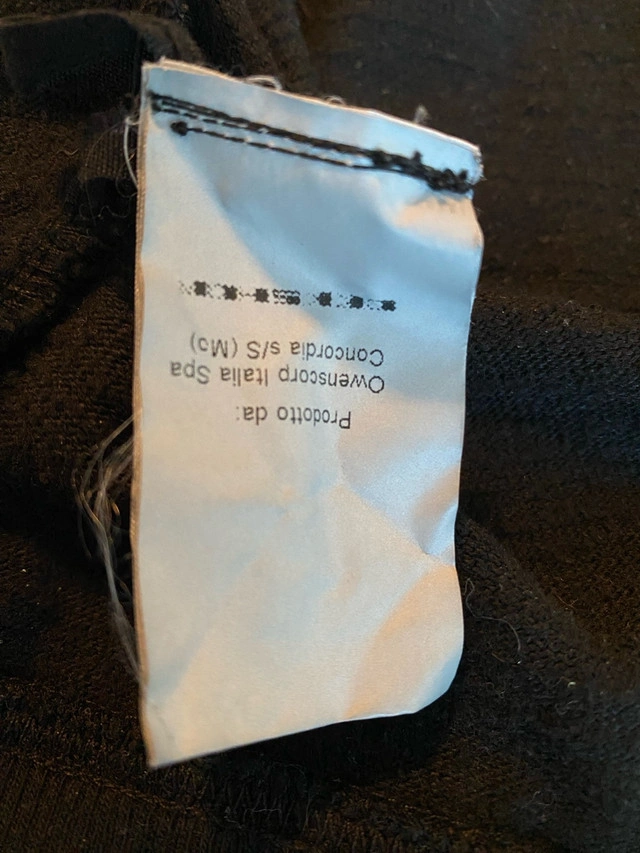 Prodotto da:
Owenscorp Italia Spa
Concordia s/S (Mo)